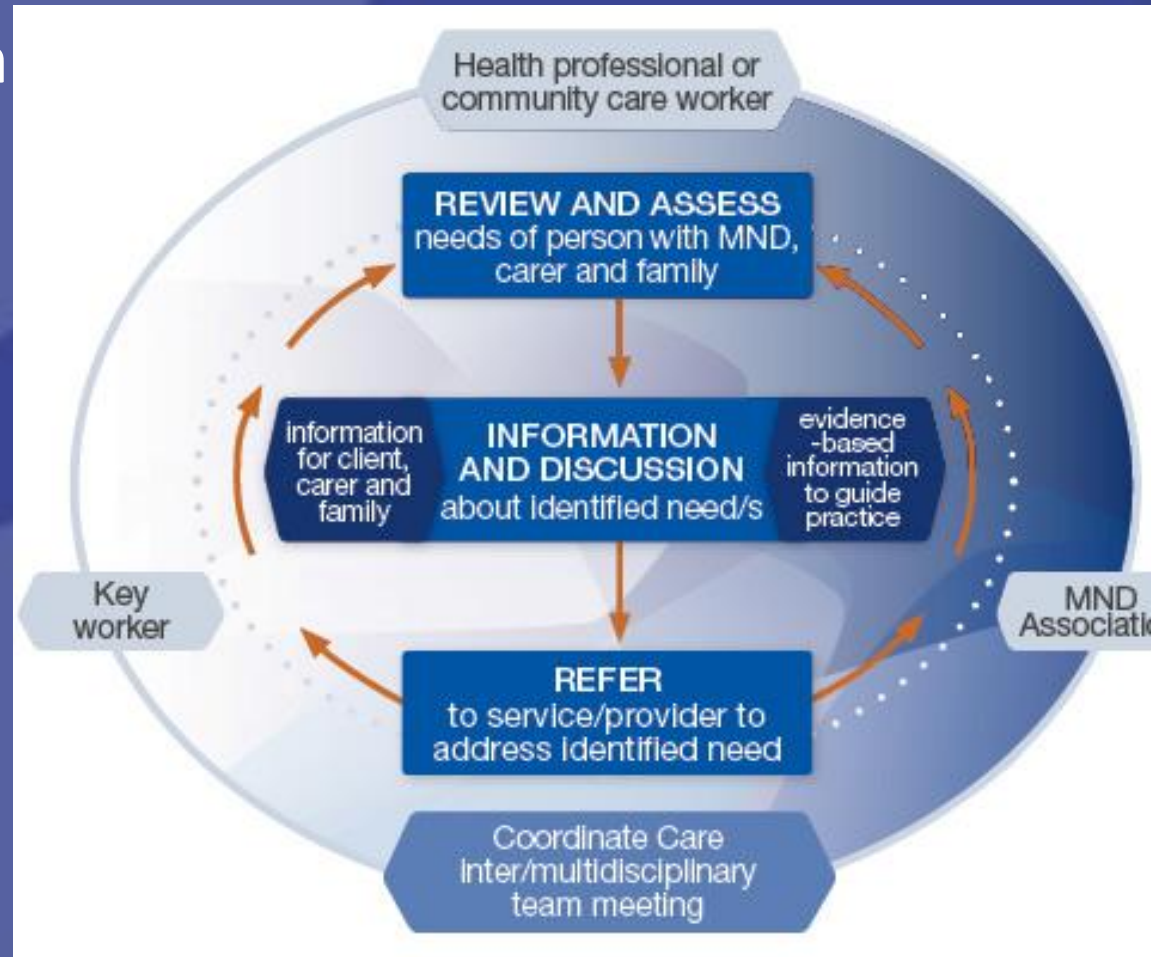 Health professional or
community care worker
REVIEW AND ASSESS
needs of person with MND,
carer and family
information
for client,
carer and
family
INFORMATION
AND DISCUSSION
about identified need/s
evidence
-based
information
to guide
practice
Key
worker
MND
Associatio
REFER
to service/provider to
address identified need
Coordinate Care
inter/multidisciplinary
team meeting